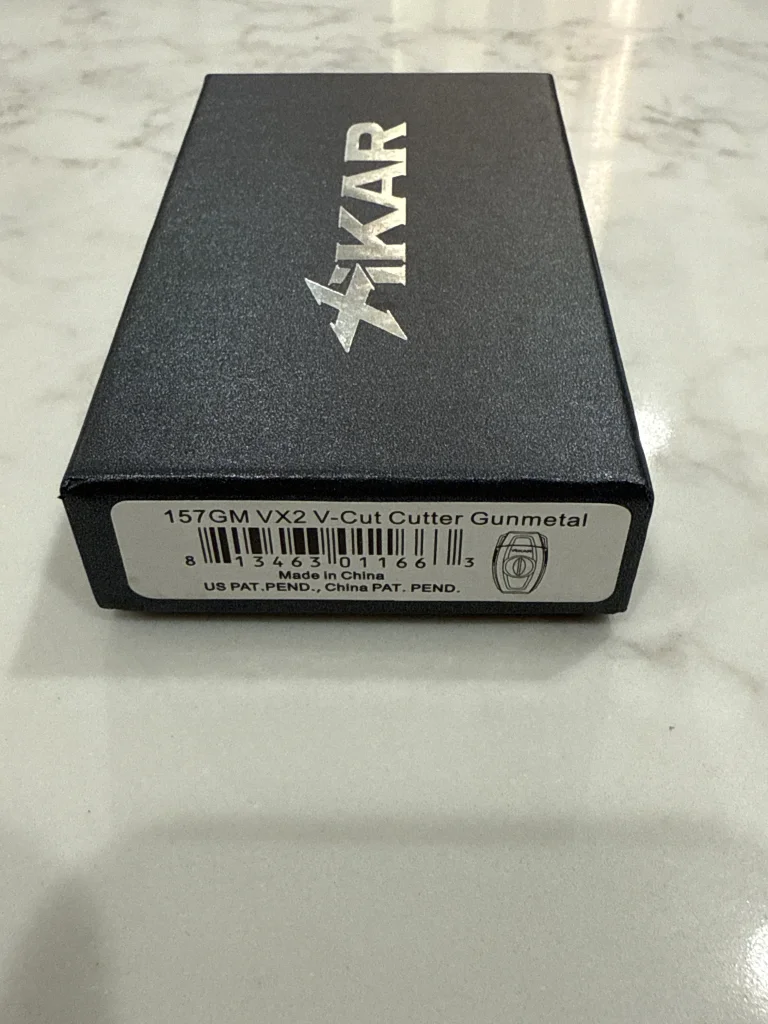 XIKAR
157GM VX2 V-Cut Cutter Gunmetal
8 13463 01166 3
Made in China
US PAT.PEND., China PAT. PEND.